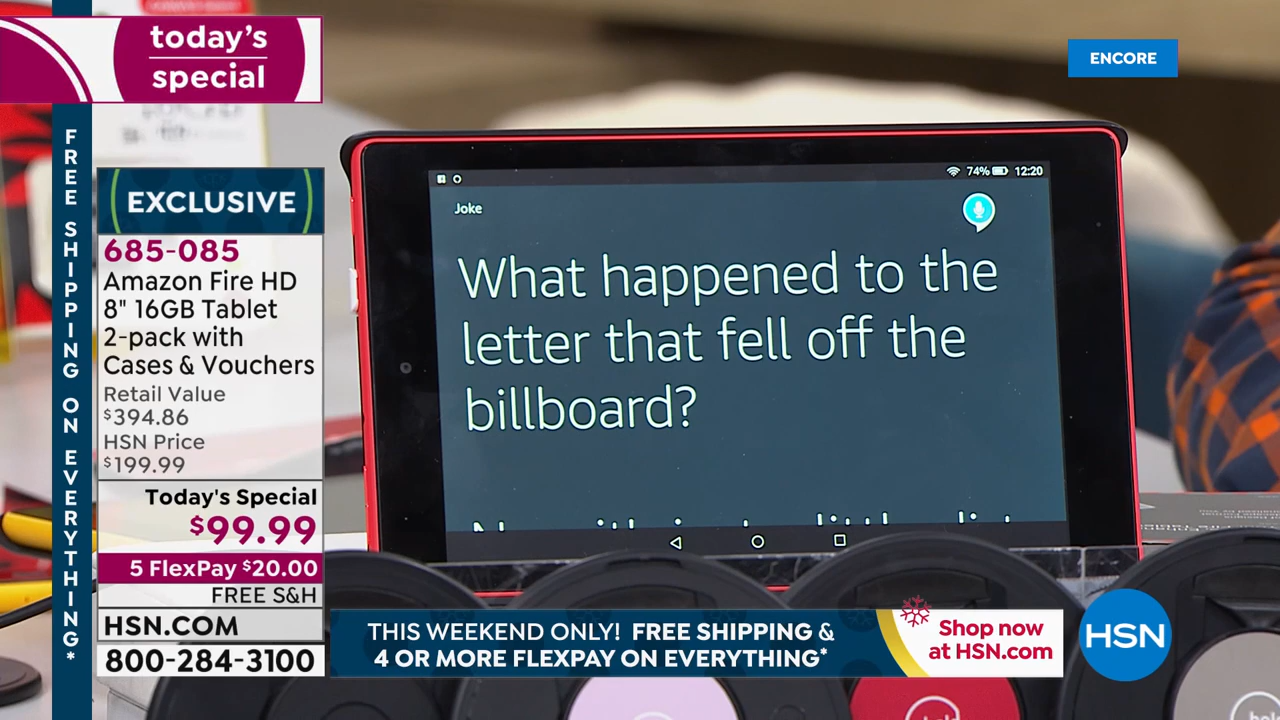 today's
special
ENCORE
FREE SHIPPING ON EVERYTHING*
EXCLUSIVE
685-085
Amazon Fire HD
8" 16GB Tablet
2-pack with
Cases & Vouchers
Retail Value
$394.86
HSN Price
$199.99
Today's Special
$99.99
5 FlexPay $20.00
FREE S&H
HSN.COM
800-284-3100
74% 12:20
Joke
What happened to the
letter that fell off the
billboard?
THIS WEEKEND ONLY! FREE SHIPPING &
4 OR MORE FLEXPAY ON EVERYTHING*
Shop now
at HSN.com
HSN